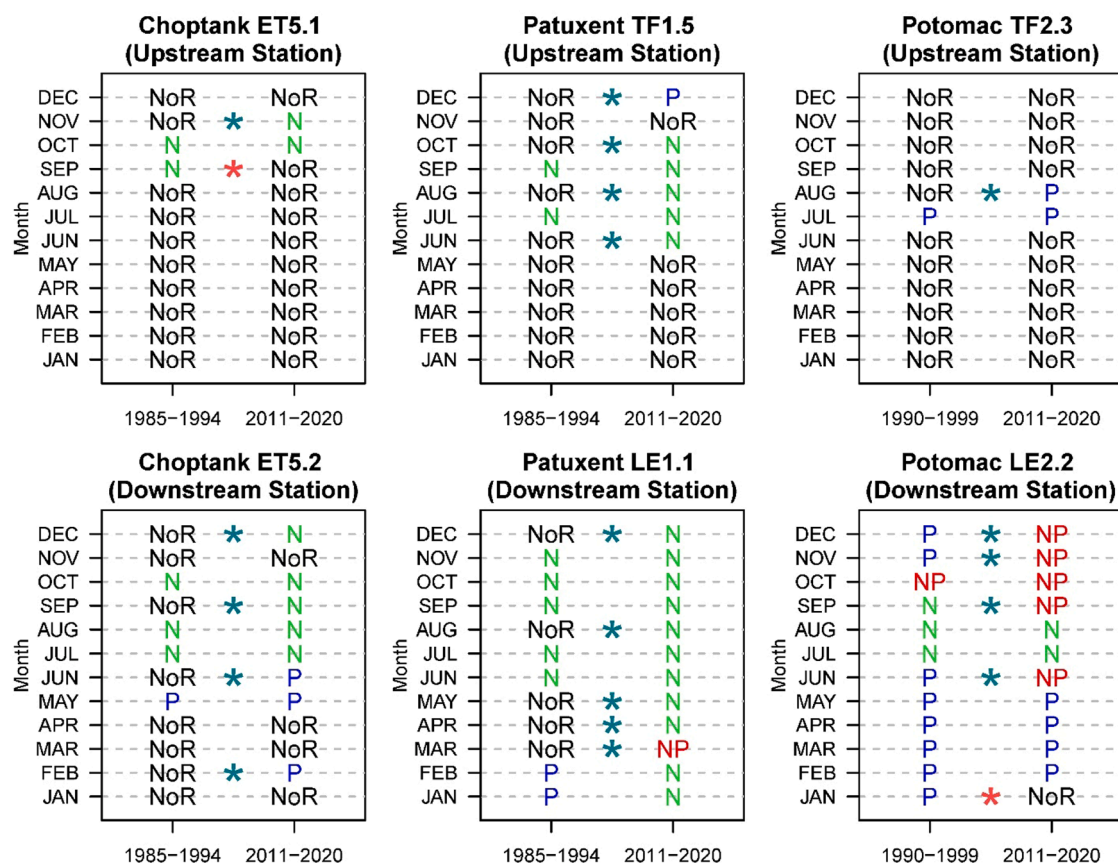 Choptank ET5.1
(Upstream Station)
Month
DEC NoR NoR
NOV NoR * N
OCT N N
SEP N * NoR
AUG NoR NoR
JUL NoR NoR
JUN NoR NoR
MAY NoR NoR
APR NoR NoR
MAR NoR NoR
FEB NoR NoR
JAN NoR NoR
1985−1994 2011−2020
Patuxent TF1.5
(Upstream Station)
Month
DEC NoR * P
NOV NoR NoR
OCT NoR * N
SEP N N
AUG NoR * N
JUL N N
JUN NoR * N
MAY NoR NoR
APR NoR NoR
MAR NoR NoR
FEB NoR NoR
JAN NoR NoR
1985−1994 2011−2020
Potomac TF2.3
(Upstream Station)
Month
DEC NoR NoR
NOV NoR NoR
OCT NoR NoR
SEP NoR NoR
AUG NoR * P
JUL P P
JUN NoR NoR
MAY NoR NoR
APR NoR NoR
MAR NoR NoR
FEB NoR NoR
JAN NoR NoR
1990−1999 2011−2020
Choptank ET5.2
(Downstream Station)
Month
DEC NoR * N
NOV NoR NoR
OCT N N
SEP NoR * N
AUG N N
JUL N N
JUN NoR * P
MAY P P
APR NoR NoR
MAR NoR NoR
FEB NoR * P
JAN NoR NoR
1985−1994 2011−2020
Patuxent LE1.1
(Downstream Station)
Month
DEC NoR * N
NOV N N
OCT N N
SEP N N
AUG NoR * N
JUL N N
JUN N N
MAY NoR * N
APR NoR * N
MAR NoR * NP
FEB P N
JAN P N
1985−1994 2011−2020
Potomac LE2.2
(Downstream Station)
Month
DEC P * NP
NOV P * NP
OCT NP NP
SEP N * NP
AUG N N
JUL N N
JUN P * NP
MAY P P
APR P P
MAR P P
FEB P P
JAN P * NoR
1990−1999 2011−2020